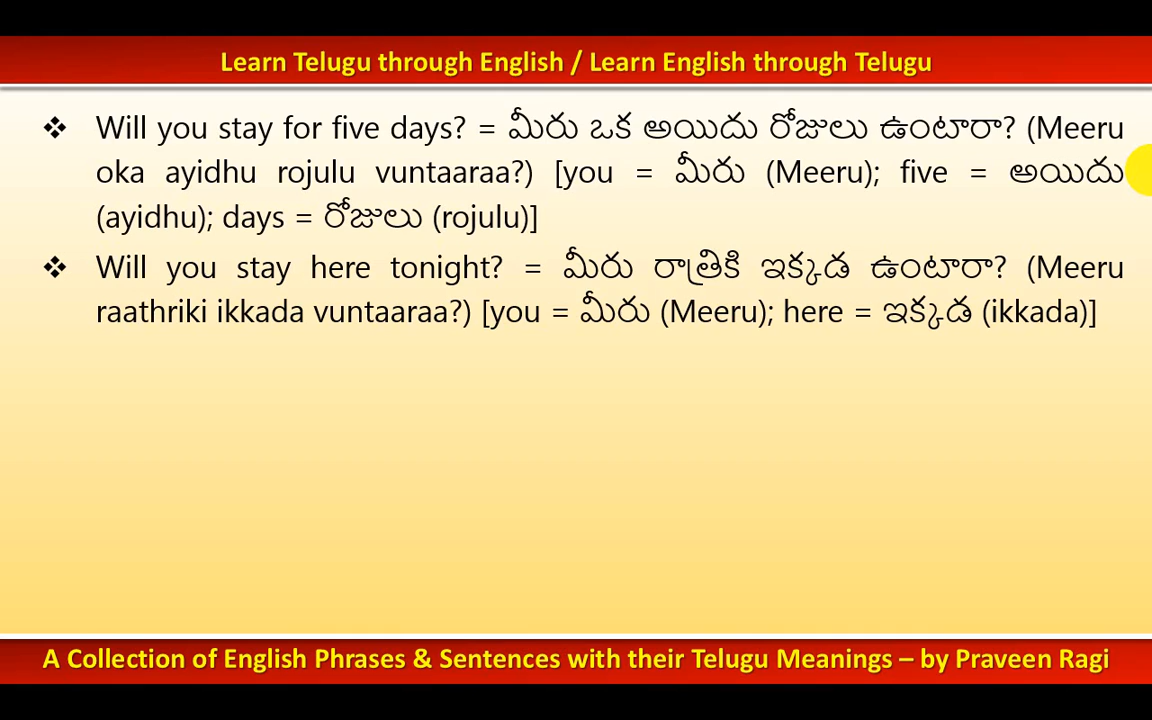 Learn Telugu through English / Learn English through Telugu
❖ Will you stay for five days? = మీరు ఒక అయిదు రోజులు ఉంటారా? (Meeru
oka ayidhu rojulu vuntaaraa?) [you = మీరు (Meeru); five = అయిదు
(ayidhu); days = రోజులు (rojulu)]
❖ Will you stay here tonight? = మీరు రాత్రికి ఇక్కడ ఉంటారా? (Meeru
raathriki ikkada vuntaaraa?) [you = మీరు (Meeru); here = ఇక్కడ (ikkada)]
A Collection of English Phrases & Sentences with their Telugu Meanings – by Praveen Ragi